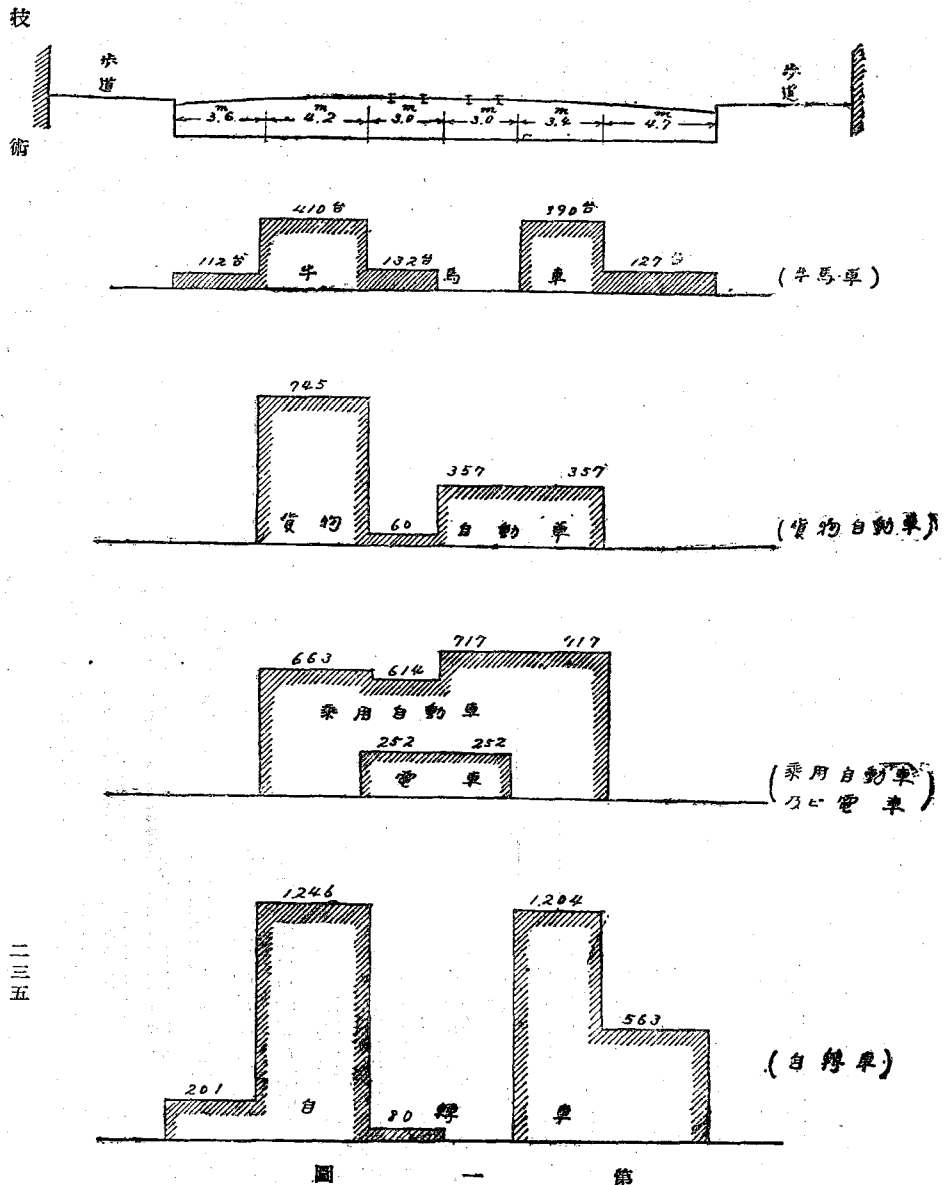 技術
歩道
歩道
m m m m m m
3.6 4.2 3.0 3.0 3.4 4.7
410台 390台
112台 132台 127台
牛馬車
(牛馬車)
745
357 357
60
貨物自動車
(貨物自動車)
717 717
663 614
乗用自動車
252 252
電車
(乗用自動車
及ビ電車)
1,246 1,204
563
201
80
自轉車
(自轉車)
二三五
圖一第